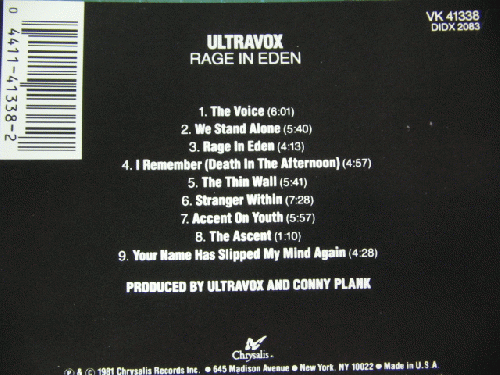 VK 41338
DIDX 2083
0 4411-41338-2
ULTRAVOX
RAGE IN EDEN
1. The Voice (6:01)
2. We Stand Alone (5:40)
3. Rage In Eden (4:13)
4. I Remember (Death In The Afternoon) (4:57)
5. The Thin Wall (5:41)
6. Stranger Within (7:28)
7. Accent On Youth (5:57)
8. The Ascent (1:10)
9. Your Name Has Slipped My Mind Again (4:28)
PRODUCED BY ULTRAVOX AND CONNY PLANK
Chrysalis
℗ & © 1981 Chrysalis Records Inc. ● 645 Madison Avenue ● New York, NY 10022 ● Made in U.S.A.